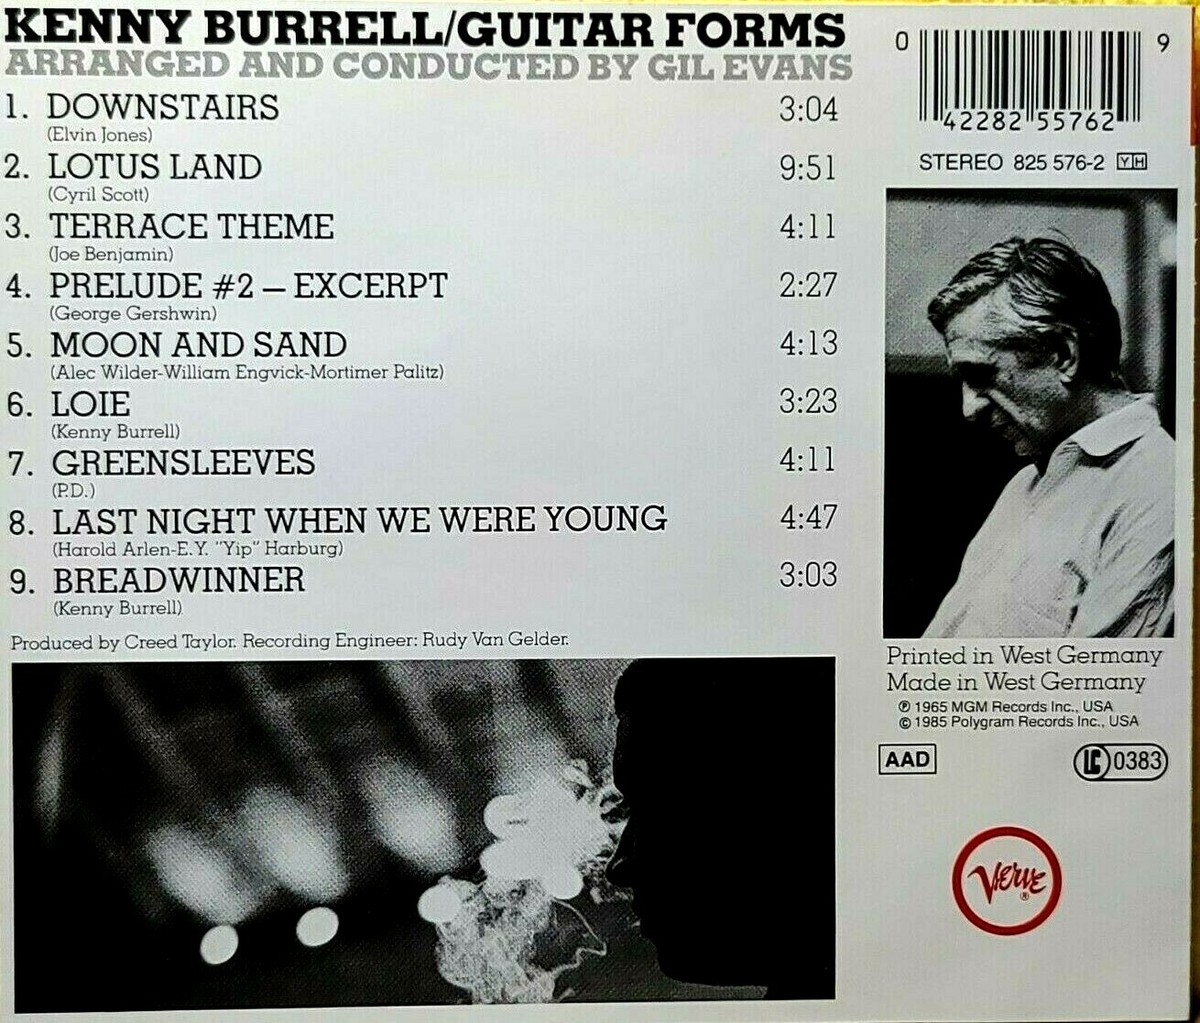 KENNY BURRELL/GUITAR FORMS
ARRANGED AND CONDUCTED BY GIL EVANS
1. DOWNSTAIRS 3:04
(Elvin Jones)
2. LOTUS LAND 9:51
(Cyril Scott)
3. TERRACE THEME 4:11
(Joe Benjamin)
4. PRELUDE #2 – EXCERPT 2:27
(George Gershwin)
5. MOON AND SAND 4:13
(Alec Wilder-William Engvick-Mortimer Palitz)
6. LOIE 3:23
(Kenny Burrell)
7. GREENSLEEVES 4:11
(P.D.)
8. LAST NIGHT WHEN WE WERE YOUNG 4:47
(Harold Arlen-E.Y. "Yip" Harburg)
9. BREADWINNER 3:03
(Kenny Burrell)
Produced by Creed Taylor. Recording Engineer: Rudy Van Gelder.
0 42282 55762 9
STEREO 825 576-2 YH
Printed in West Germany
Made in West Germany
℗ 1965 MGM Records Inc., USA
© 1985 Polygram Records Inc., USA
AAD
LC 0383
VERVE ®